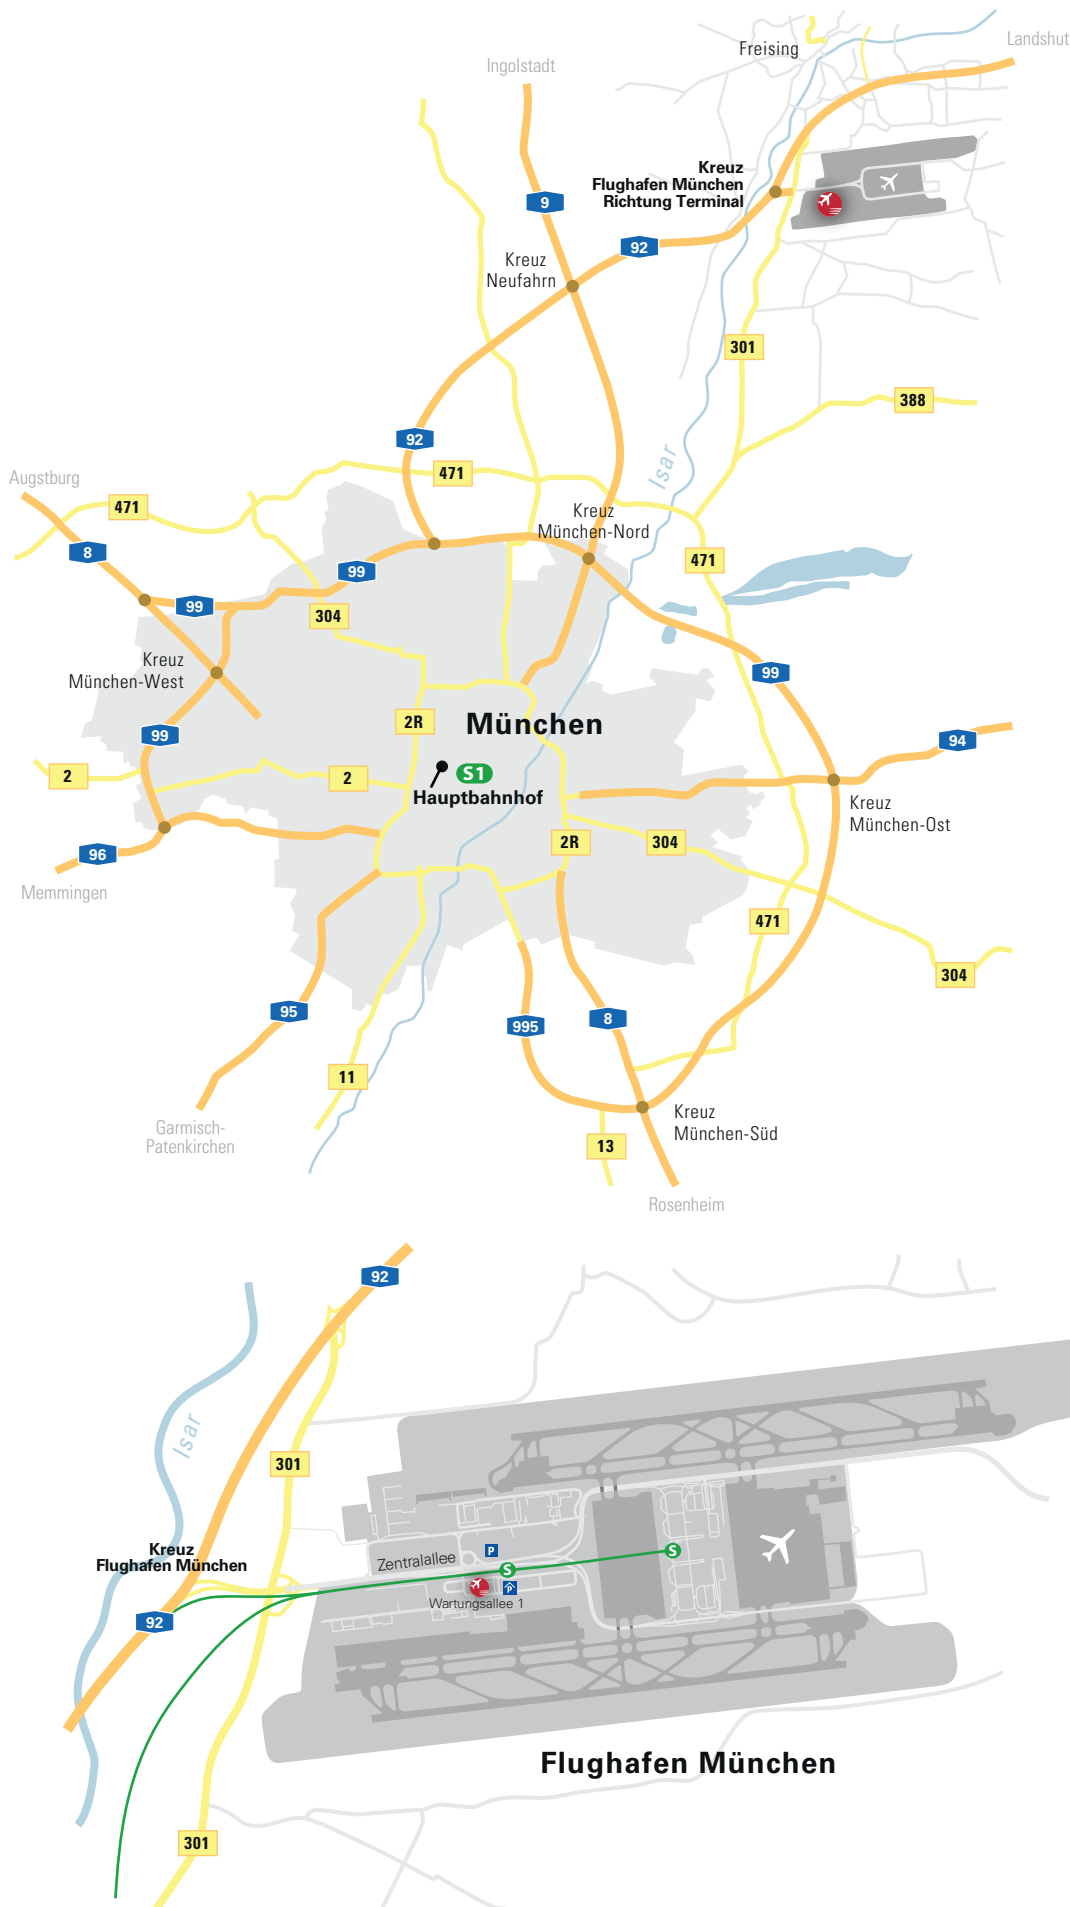 Landshut
Freising
Ingolstadt
Kreuz
Flughafen München
Richtung Terminal
9
92
Kreuz
Neufahrn
301
388
92
Isar
471
Augstburg
471
Kreuz
München-Nord
8
99
471
99
304
Kreuz
München-West
99
2R
München
99
94
2
2
S1
Hauptbahnhof
Kreuz
München-Ost
2R
304
96
Memmingen
471
304
95
995
8
11
Kreuz
München-Süd
Garmisch-
Patenkirchen
13
Rosenheim
92
Isar
301
Kreuz
Flughafen München
P
S
Zentralallee
S
P
Wartungsallee 1
92
Flughafen München
301